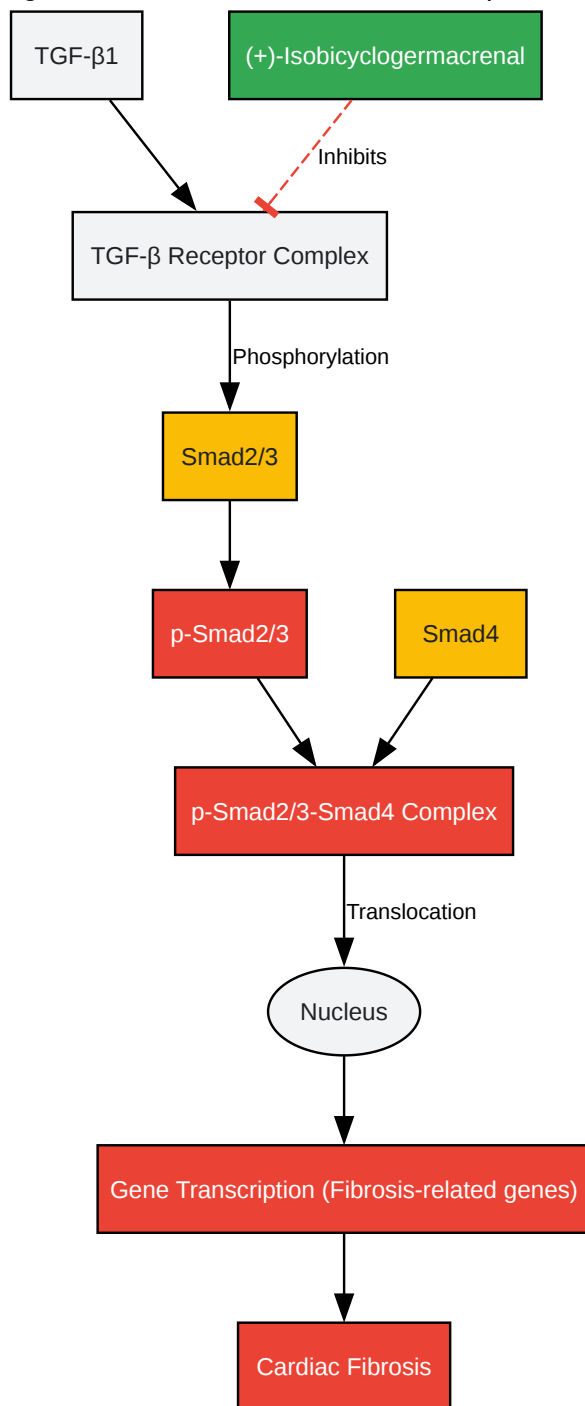 TGF-β1
(+)-Isobicyclogermacrenal
Inhibits
TGF-β Receptor Complex
Phosphorylation
Smad2/3
p-Smad2/3
Smad4
p-Smad2/3-Smad4 Complex
Translocation
Nucleus
Gene Transcription (Fibrosis-related genes)
Cardiac Fibrosis